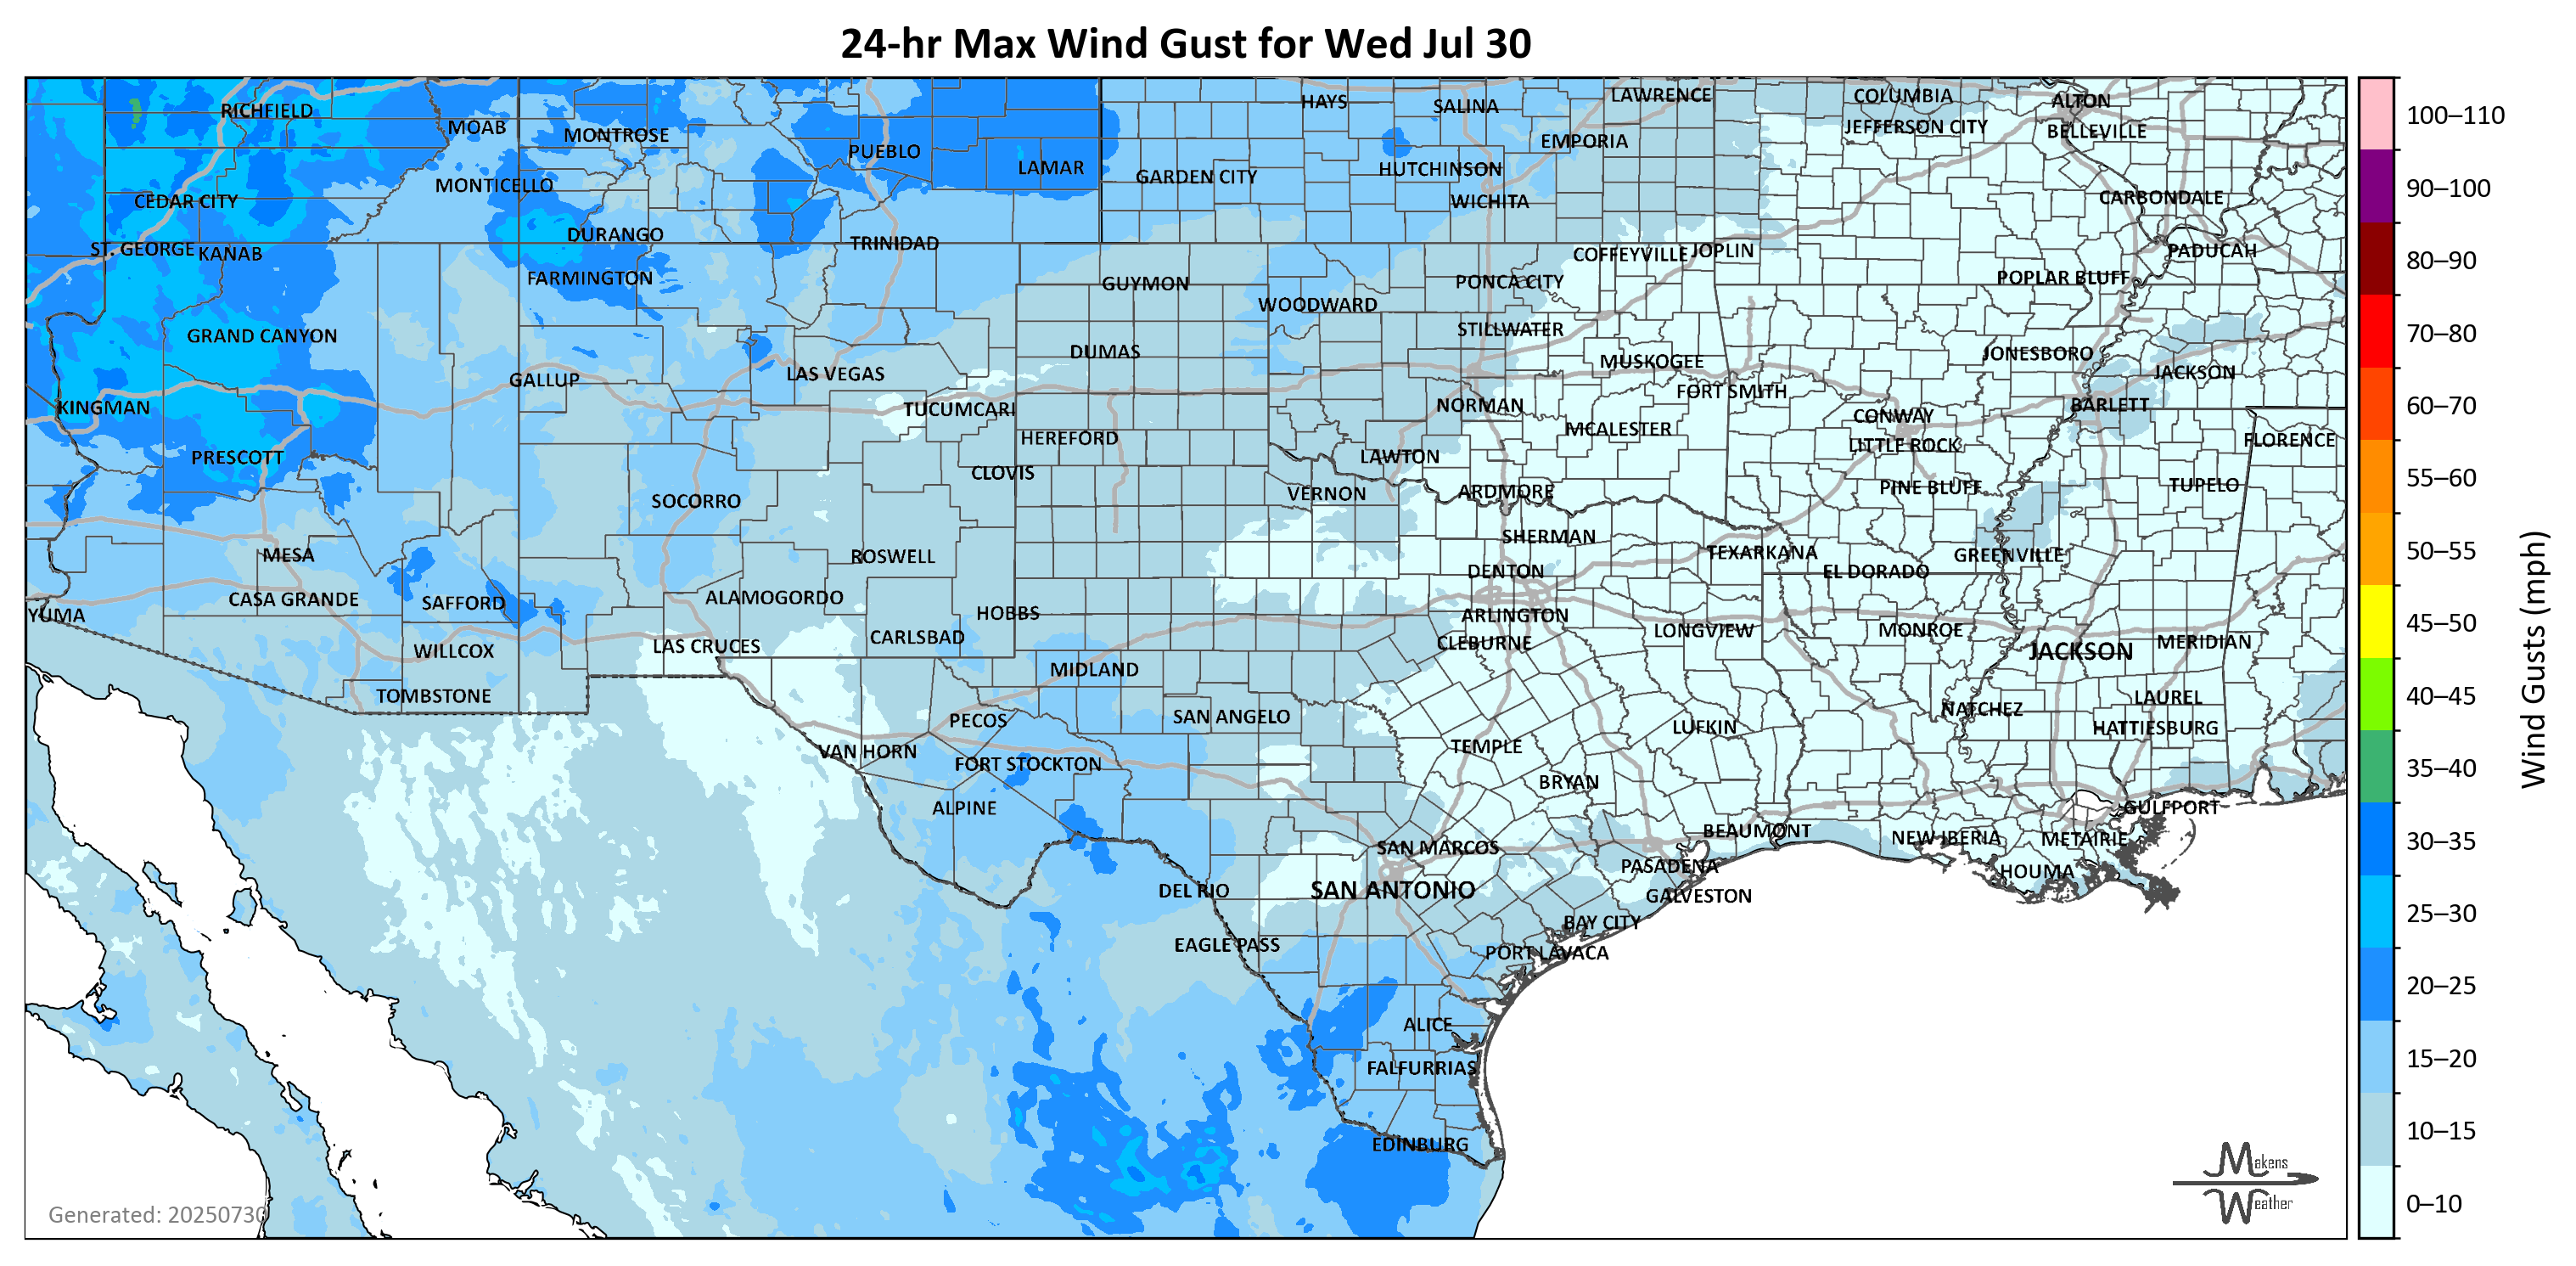 24-hr Max Wind Gust for Wed Jul 30
RICHFIELD
MOAB
MONTROSE
PUEBLO
LAMAR
HAYS
SALINA
LAWRENCE
COLUMBIA
ALTON
JEFFERSON CITY
BELLEVILLE
EMPORIA
GARDEN CITY
HUTCHINSON
WICHITA
CEDAR CITY
MONTICELLO
CARBONDALE
ST. GEORGE
KANAB
DURANGO
TRINIDAD
COFFEYVILLE
JOPLIN
PADUCAH
FARMINGTON
GUYMON
WOODWARD
PONCA CITY
POPLAR BLUFF
GRAND CANYON
STILLWATER
DUMAS
MUSKOGEE
JONESBORO
JACKSON
GALLUP
LAS VEGAS
FORT SMITH
KINGMAN
TUCUMCARI
NORMAN
CONWAY
BARLETT
HEREFORD
MCALESTER
LITTLE ROCK
FLORENCE
PRESCOTT
CLOVIS
LAWTON
SOCORRO
VERNON
ARDMORE
PINE BLUFF
TUPELO
MESA
ROSWELL
SHERMAN
TEXARKANA
GREENVILLE
DENTON
EL DORADO
YUMA
CASA GRANDE
SAFFORD
ALAMOGORDO
HOBBS
ARLINGTON
LAS CRUCES
CARLSBAD
CLEBURNE
LONGVIEW
MONROE
JACKSON
MERIDIAN
WILLCOX
MIDLAND
TOMBSTONE
PECOS
SAN ANGELO
LUFKIN
NATCHEZ
LAUREL
HATTIESBURG
VAN HORN
FORT STOCKTON
TEMPLE
BRYAN
ALPINE
GULFPORT
SAN MARCOS
BEAUMONT
NEW IBERIA
METAIRIE
DEL RIO
SAN ANTONIO
PASADENA
GALVESTON
HOUMA
EAGLE PASS
BAY CITY
PORT LAVACA
ALICE
FALFURRIAS
EDINBURG
Generated: 20250730
Makens
Weather
100–110
90–100
80–90
70–80
60–70
55–60
50–55
45–50
40–45
35–40
30–35
25–30
20–25
15–20
10–15
0–10
Wind Gusts (mph)